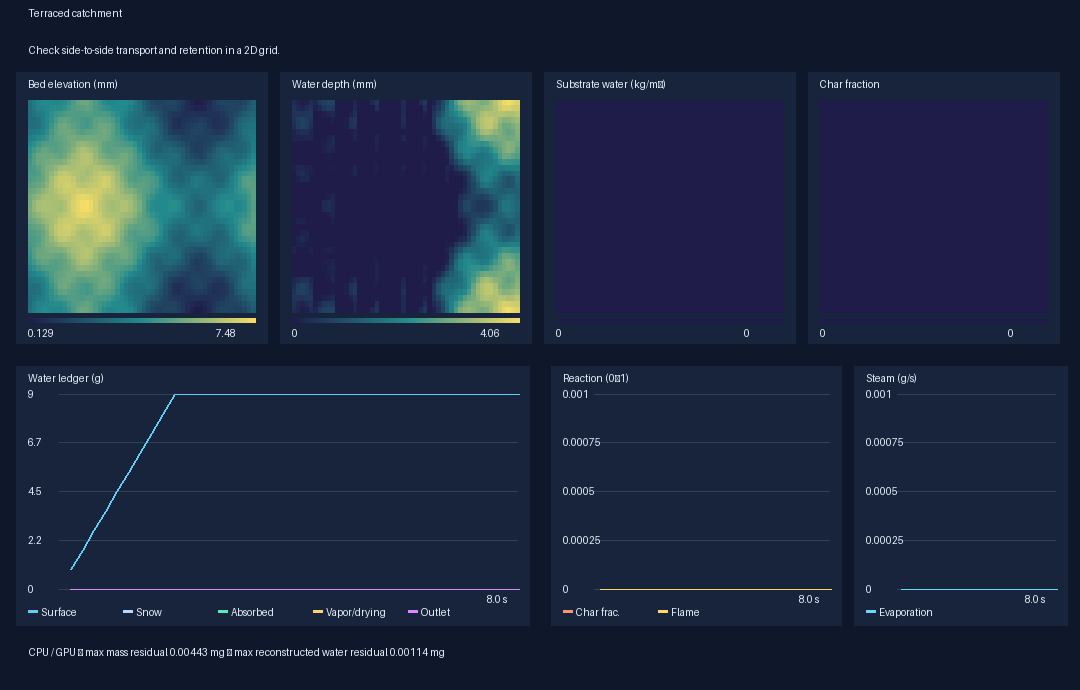 Terraced catchment
Check side-to-side transport and retention in a 2D grid.
Bed elevation (mm)
0.129 7.48
Water depth (mm)
0 4.06
Substrate water (kg/m□)
0 0
Char fraction
0 0
Water ledger (g)
9
6.7
4.5
2.2
0
8.0 s
Surface Snow Absorbed Vapor/drying Outlet
Reaction (0□1)
0.001
0.00075
0.0005
0.00025
0
8.0 s
Char frac. Flame
Steam (g/s)
0.001
0.00075
0.0005
0.00025
0
8.0 s
Evaporation
CPU / GPU □ max mass residual 0.00443 mg □ max reconstructed water residual 0.00114 mg